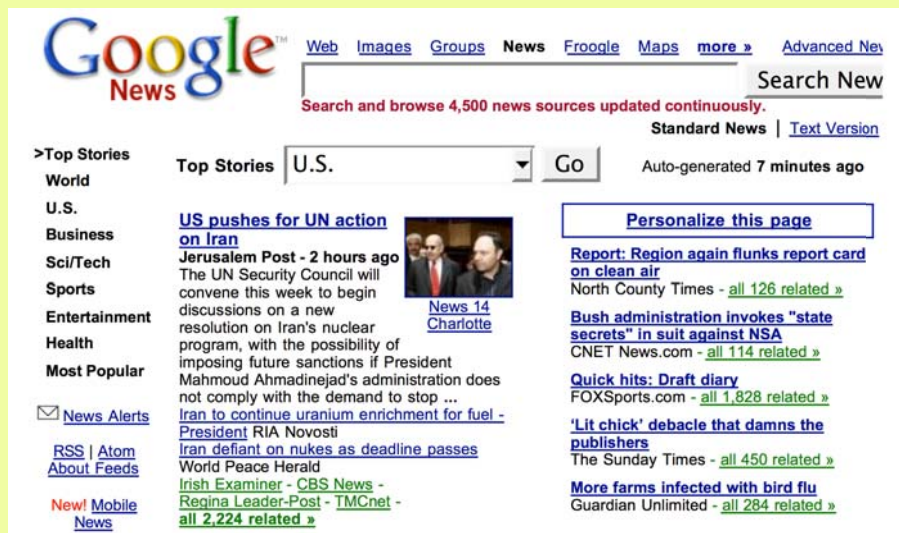 Google™
News
Web Images Groups News Froogle Maps more » Advanced
Search
Search and browse 4,500 news sources updated continuously.
Standard News | Text Version
>Top Stories
World
U.S.
Business
Sci/Tech
Sports
Entertainment
Health
Most Popular
News Alerts
RSS | Atom
About Feeds
New! Mobile
News
Top Stories U.S. Go Auto-generated 7 minutes ago
US pushes for UN action
on Iran
Jerusalem Post - 2 hours ago
The UN Security Council will
convene this week to begin
discussions on a new
resolution on Iran's nuclear
program, with the possibility of
imposing future sanctions if President
Mahmoud Ahmadinejad's administration does
not comply with the demand to stop ...
Iran to continue uranium enrichment for fuel -
President RIA Novosti
Iran defiant on nukes as deadline passes
World Peace Herald
Irish Examiner - CBS News -
Regina Leader-Post - TMCnet -
all 2,224 related »
News 14
Charlotte
Personalize this page
Report: Region again flunks report card
on clean air
North County Times - all 126 related »
Bush administration invokes "state
secrets" in suit against NSA
CNET News.com - all 114 related »
Quick hits: Draft diary
FOXSports.com - all 1,828 related »
'Lit chick' debacle that damns the
publishers
The Sunday Times - all 450 related »
More farms infected with bird flu
Guardian Unlimited - all 284 related »